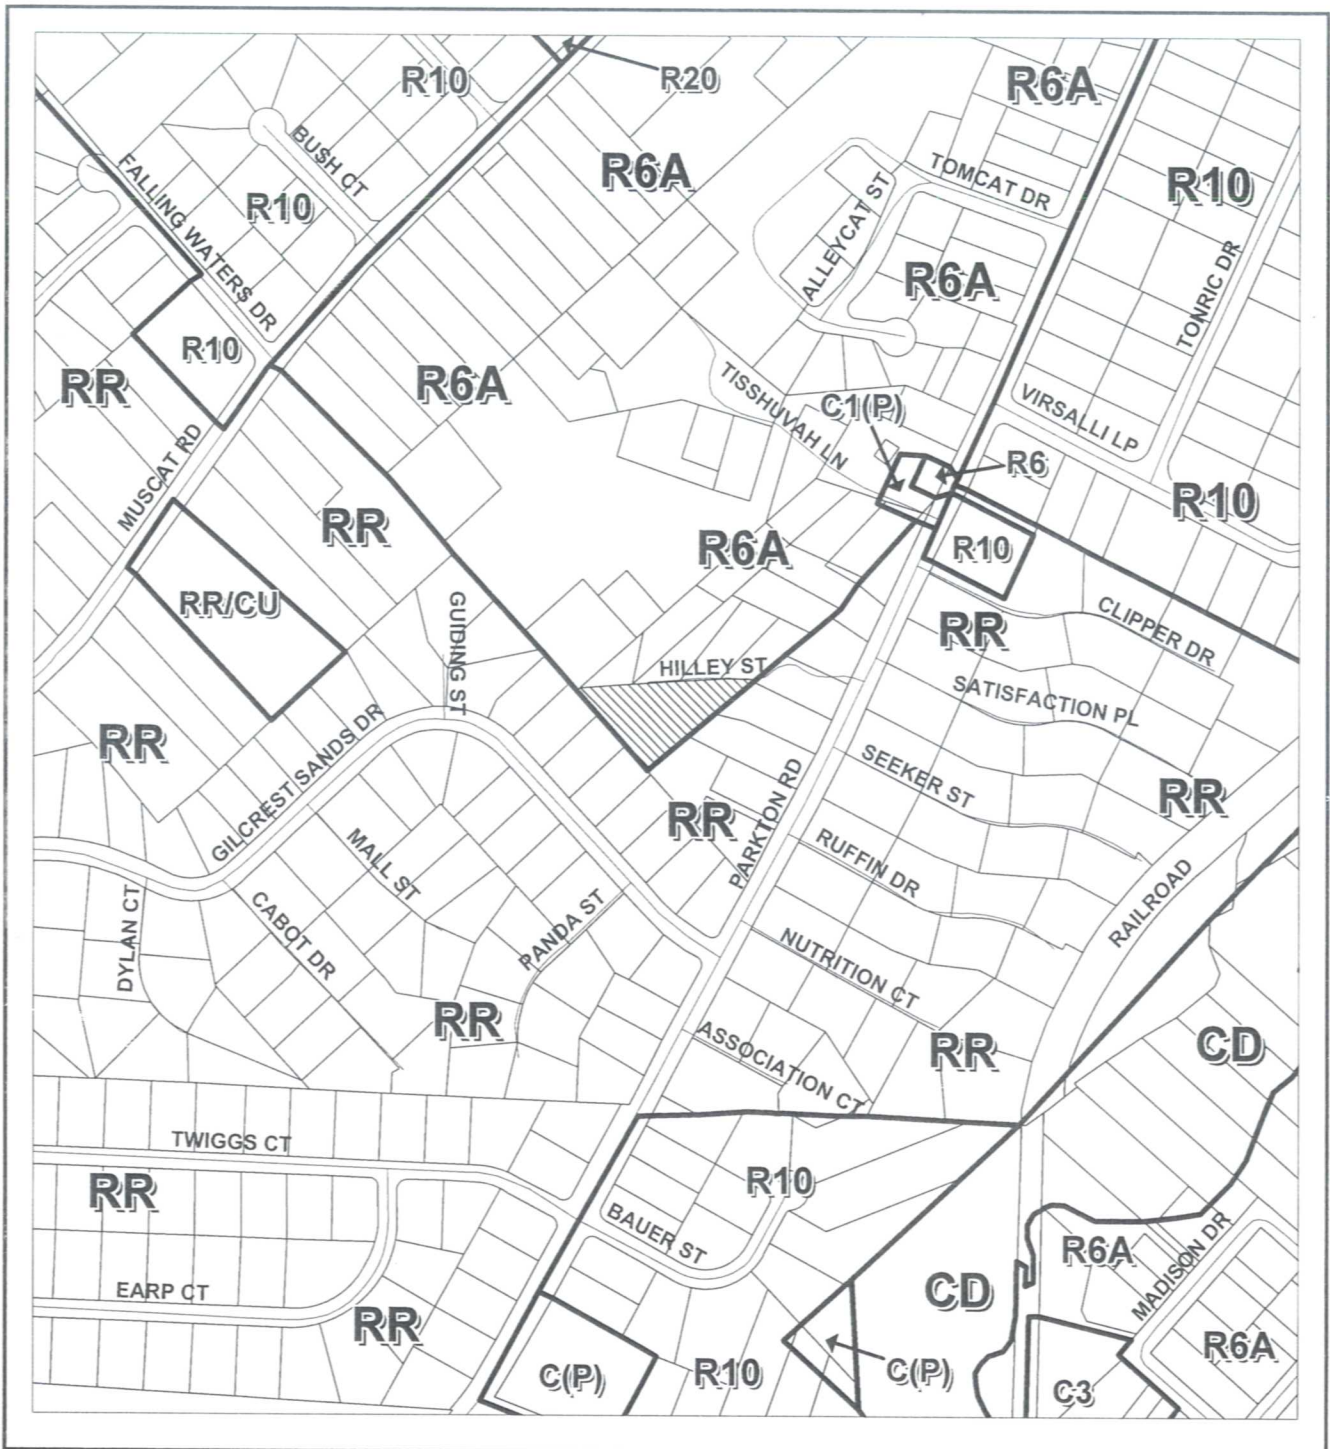 R10
R20
R6A
BUSH CT
R6A
TOMCAT DR
R10
FALLING WATERS DR
R10
ALLEYCAT ST
R6A
TONRIC DR
R10
RR
R6A
TISSHUVAH LN
C1(P)
VIRSALLI LP
R6
MUSCAT RD
R10
RR
R6A
R10
RR/CU
GUIDING ST
RR
CLIPPER DR
HILLEY ST
SATISFACTION PL
RR
GILCREST SANDS DR
SEEKER ST
RR
RR
PARKTON RD
MALL ST
RUFFIN DR
RAILROAD
DYLAN CT
CABOT DR
PANDA ST
NUTRITION CT
RR
ASSOCIATION CT
RR
CD
TWIGGS CT
RR
R10
BAUER ST
R6A
MADISON DR
EARP CT
CD
RR
R6A
C(P)
R10
C(P)
C3